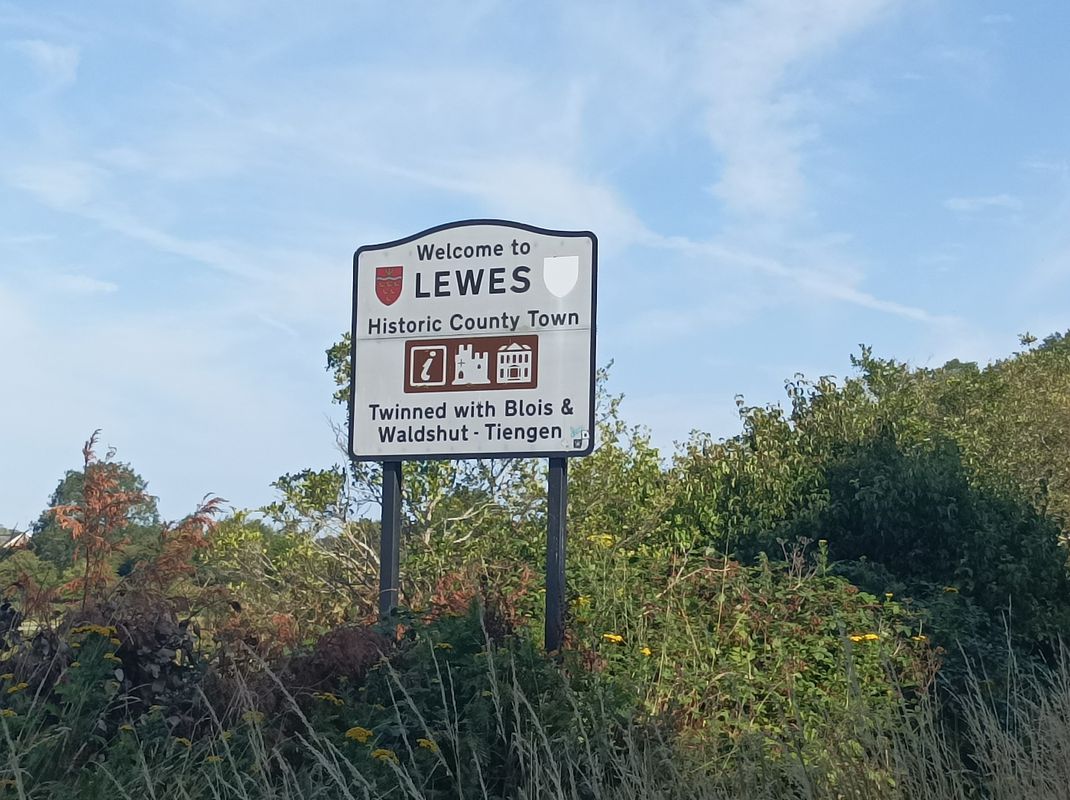 Welcome to
LEWES
Historic County Town
i
Twinned with Blois &
Waldshut - Tiengen